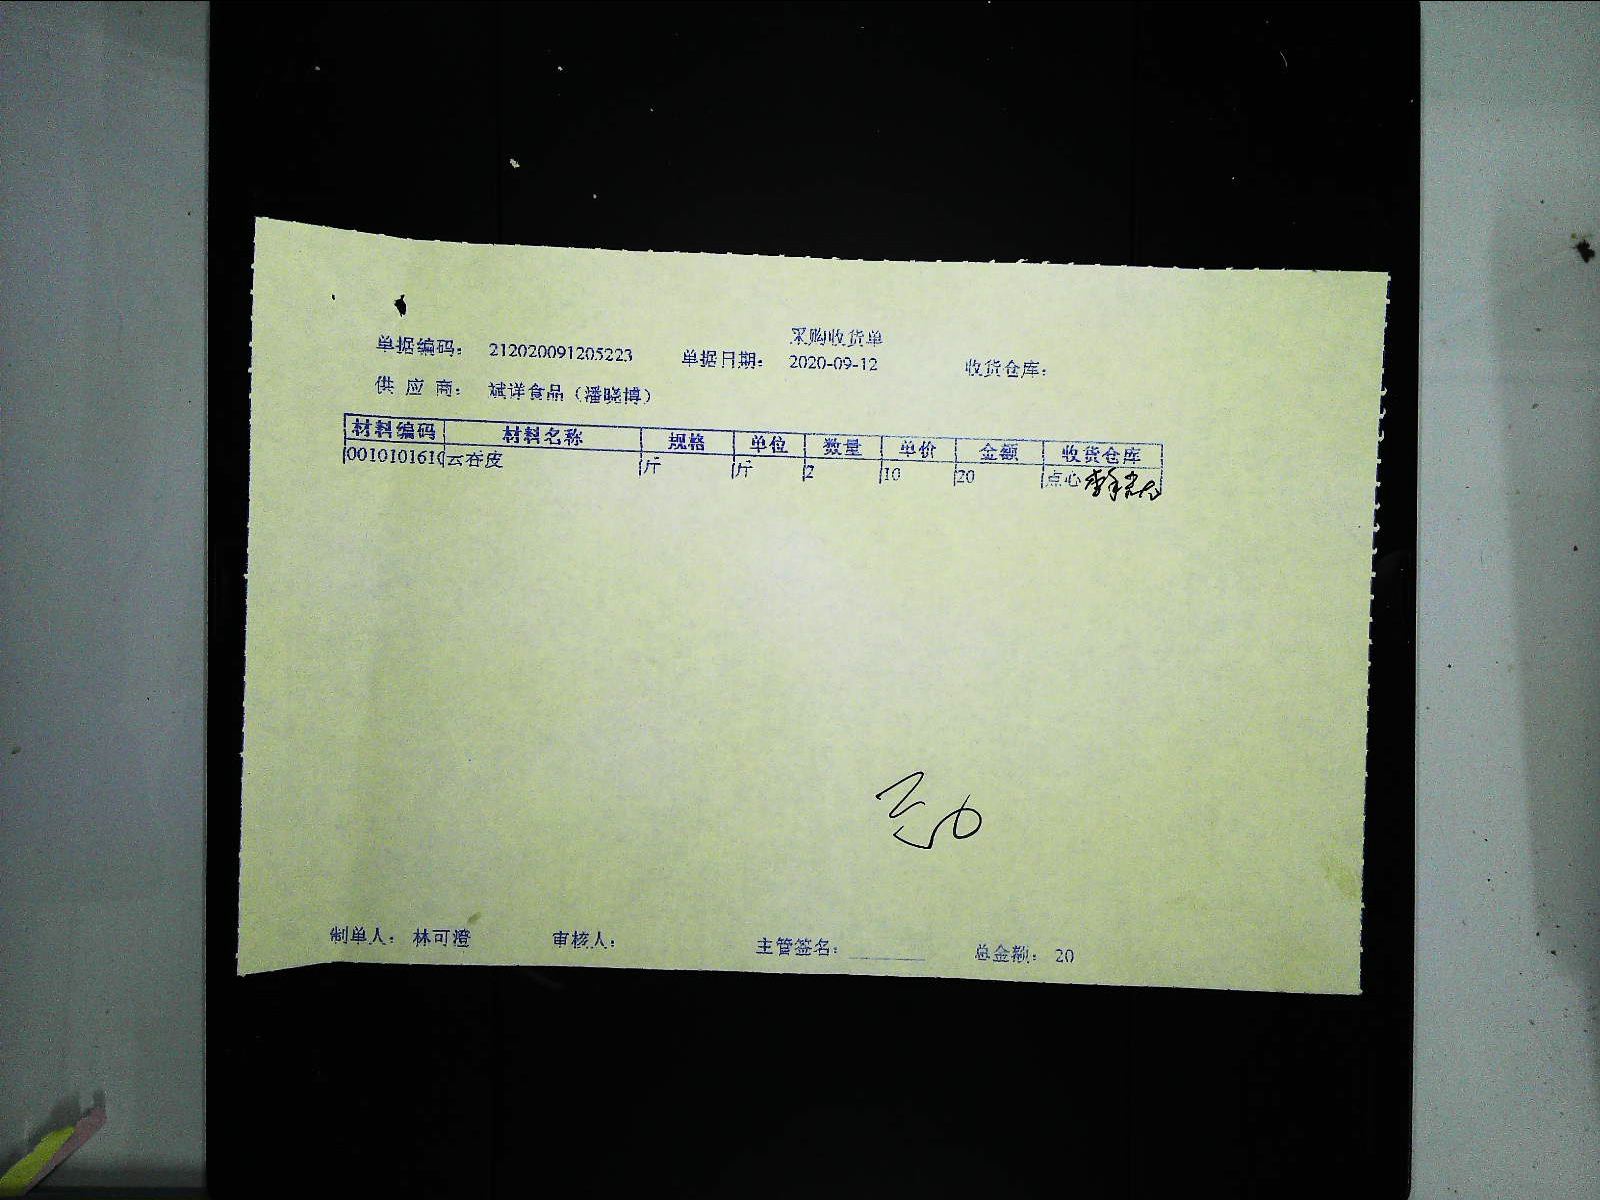 采购收货单
单据编码： 212020091205223 单据日期： 2020-09-12 收货仓库：
供 应 商： 斌洋食品（潘晓博）
材料编码 材料名称 规格 单位 数量 单价 金额 收货仓库
0010101610 云吞皮 斤 斤 2 10 20 点心
制单人： 林可澄 审核人： 主管签名： 总金额： 20